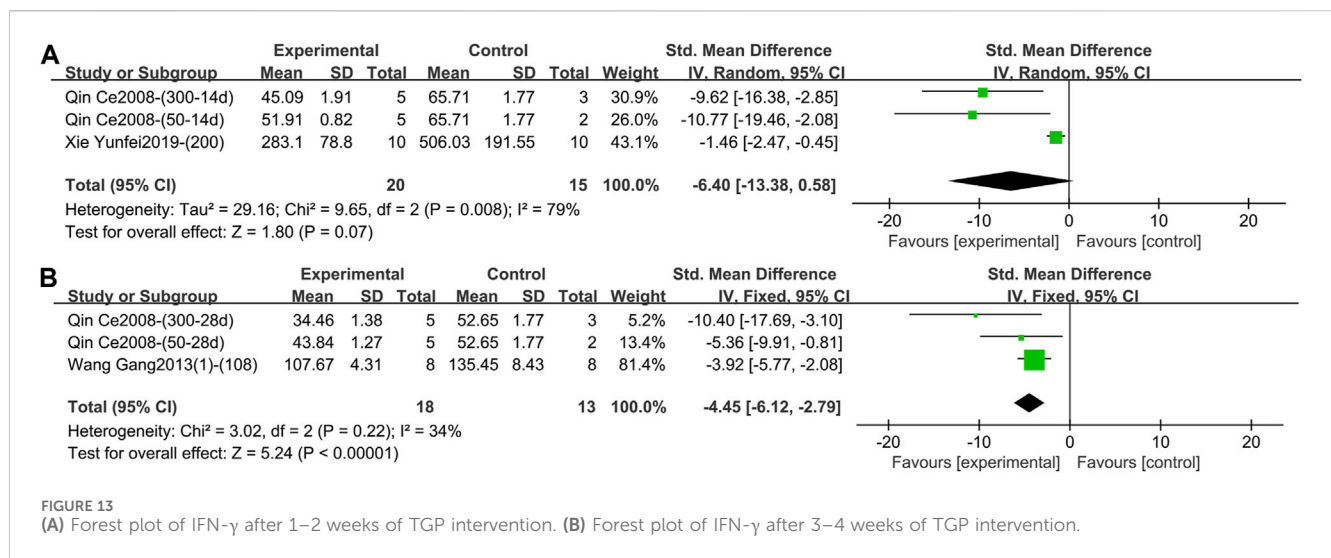 A
Experimental Control Std. Mean Difference Std. Mean Difference
Study or Subgroup Mean SD Total Mean SD Total Weight IV, Random, 95% CI IV, Random, 95% CI
Qin Ce2008-(300-14d) 45.09 1.91 5 65.71 1.77 3 30.9% -9.62 [-16.38, -2.85]
Qin Ce2008-(50-14d) 51.91 0.82 5 65.71 1.77 2 26.0% -10.77 [-19.46, -2.08]
Xie Yunfei2019-(200) 283.1 78.8 10 506.03 191.55 10 43.1% -1.46 [-2.47, -0.45]
Total (95% CI) 20 15 100.0% -6.40 [-13.38, 0.58]
Heterogeneity: Tau² = 29.16; Chi² = 9.65, df = 2 (P = 0.008); I² = 79%
Test for overall effect: Z = 1.80 (P = 0.07)
-20 -10 0 10 20
Favours [experimental] Favours [control]
B
Experimental Control Std. Mean Difference Std. Mean Difference
Study or Subgroup Mean SD Total Mean SD Total Weight IV, Fixed, 95% CI IV, Fixed, 95% CI
Qin Ce2008-(300-28d) 34.46 1.38 5 52.65 1.77 3 5.2% -10.40 [-17.69, -3.10]
Qin Ce2008-(50-28d) 43.84 1.27 5 52.65 1.77 2 13.4% -5.36 [-9.91, -0.81]
Wang Gang2013(1)-(108) 107.67 4.31 8 135.45 8.43 8 81.4% -3.92 [-5.77, -2.08]
Total (95% CI) 18 13 100.0% -4.45 [-6.12, -2.79]
Heterogeneity: Chi² = 3.02, df = 2 (P = 0.22); I² = 34%
Test for overall effect: Z = 5.24 (P < 0.00001)
-20 -10 0 10 20
Favours [experimental] Favours [control]
FIGURE 13
(A) Forest plot of IFN-γ after 1–2 weeks of TGP intervention. (B) Forest plot of IFN-γ after 3–4 weeks of TGP intervention.